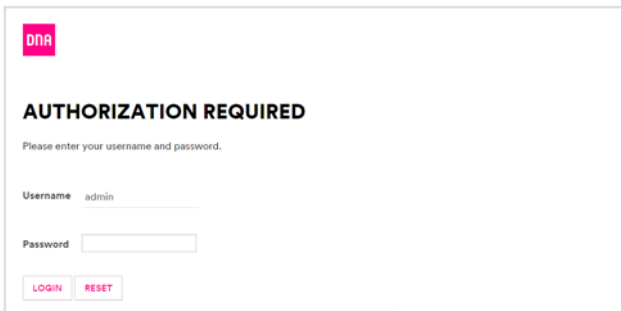 DNA
AUTHORIZATION REQUIRED
Please enter your username and password.
Username admin
Password
LOGIN RESET